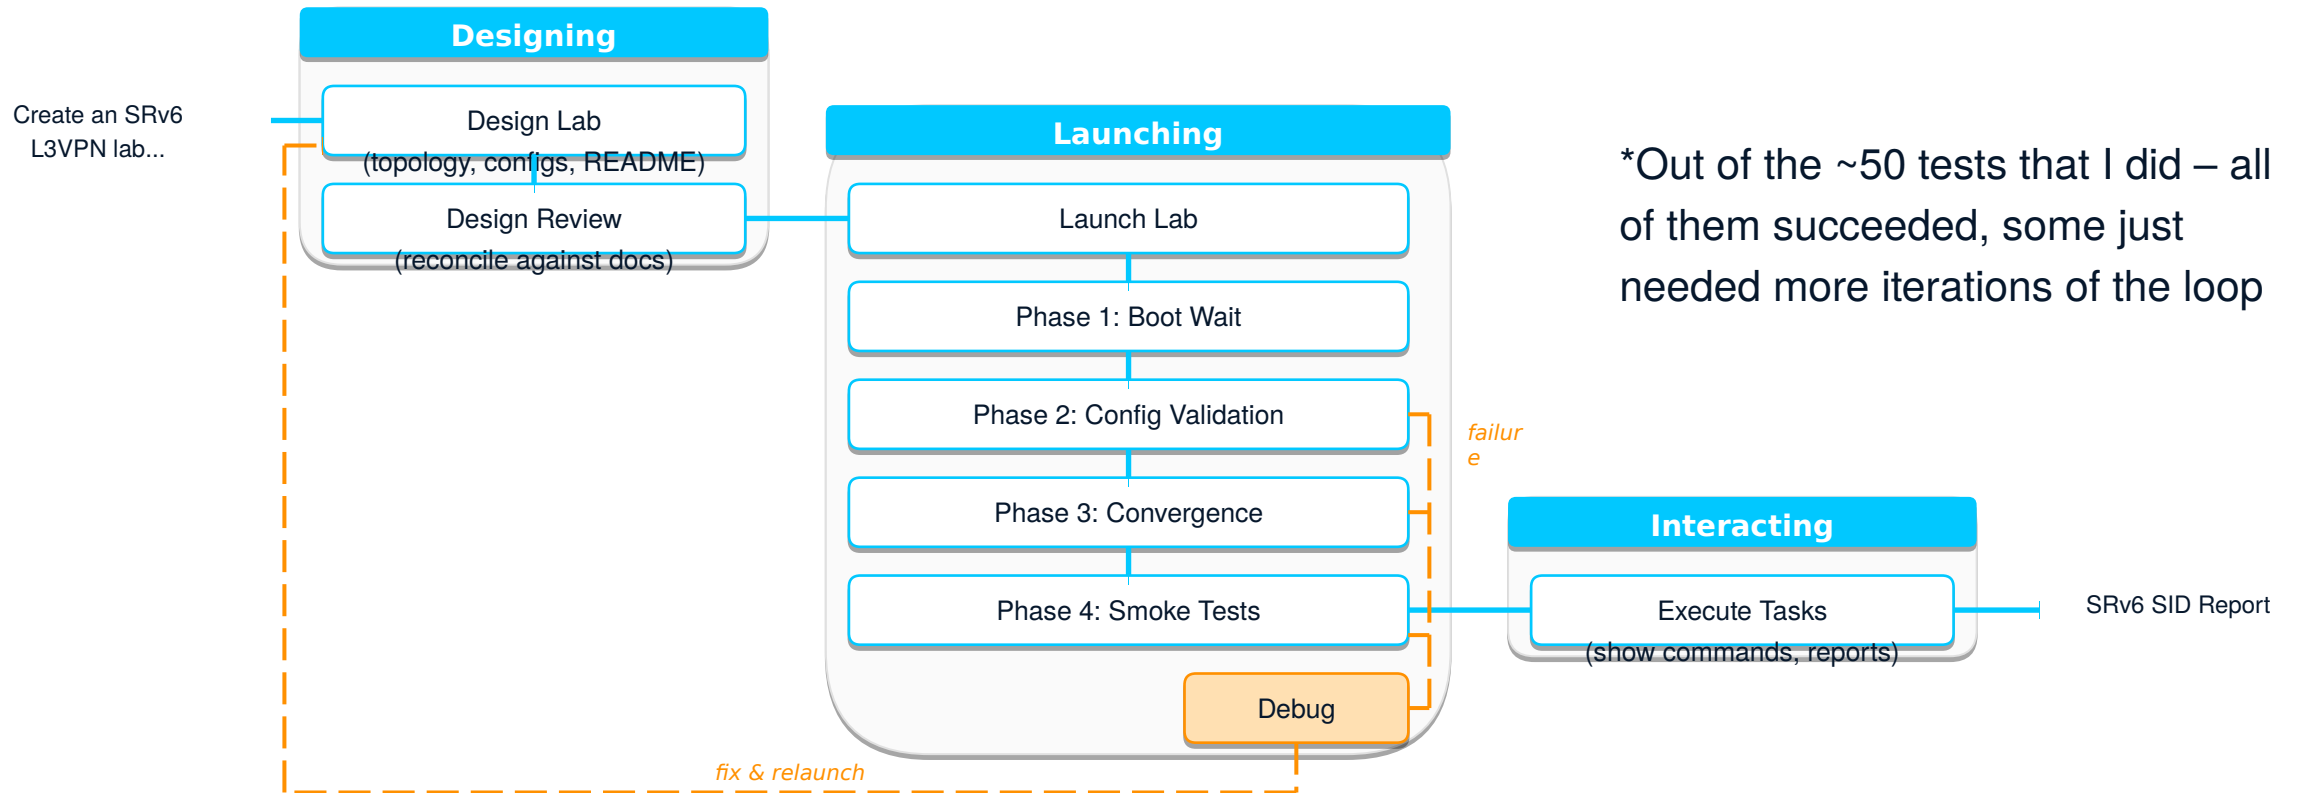 Designing
Create an SRv6
L3VPN lab...
Design Lab
(topology, configs, README)
Design Review
(reconcile against docs)
Launching
Launch Lab
Phase 1: Boot Wait
Phase 2: Config Validation
Phase 3: Convergence
Phase 4: Smoke Tests
Debug
failur
e
fix & relaunch
*Out of the ~50 tests that I did – all
of them succeeded, some just
needed more iterations of the loop
Interacting
Execute Tasks
(show commands, reports)
SRv6 SID Report